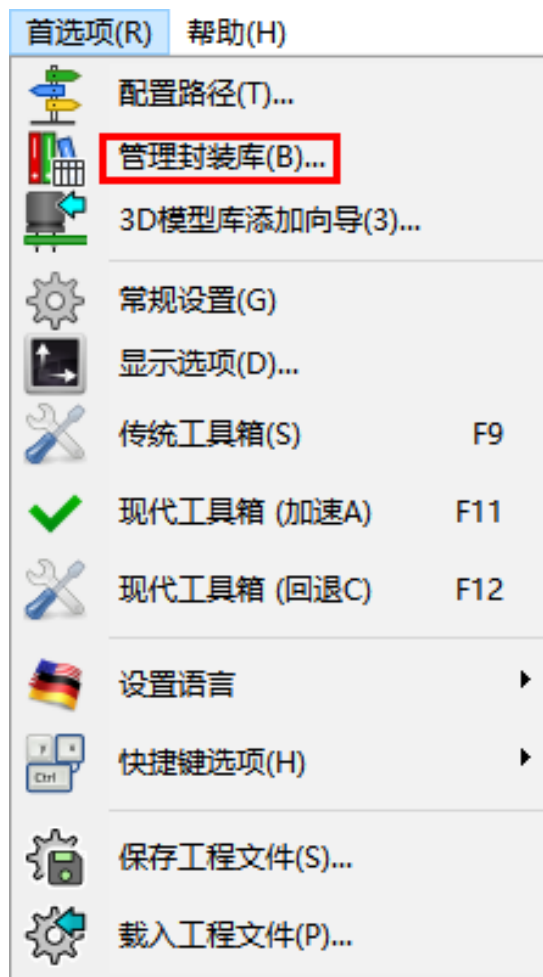 首选项(R) 帮助(H)
配置路径(T)...
管理封装库(B)...
3D模型库添加向导(3)...
常规设置(G)
显示选项(D)...
传统工具箱(S) F9
现代工具箱 (加速A) F11
现代工具箱 (回退C) F12
设置语言
快捷键选项(H)
Ctrl
保存工程文件(S)...
载入工程文件(P)...